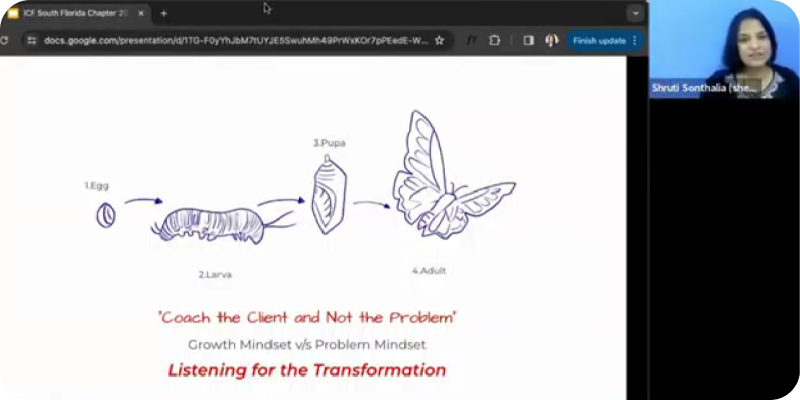 ICF South Florida Chapter 20
docs.google.com/presentation/d/1TG-F0yYhJbM7tUYJE5SwuhMh49PrWxKOr7pPEedE-W...
Finish update
Shruti Sonthalia (she...
3.Pupa
1.Egg
2.Larva
4.Adult
"Coach the Client and Not the Problem"
Growth Mindset v/s Problem Mindset
Listening for the Transformation